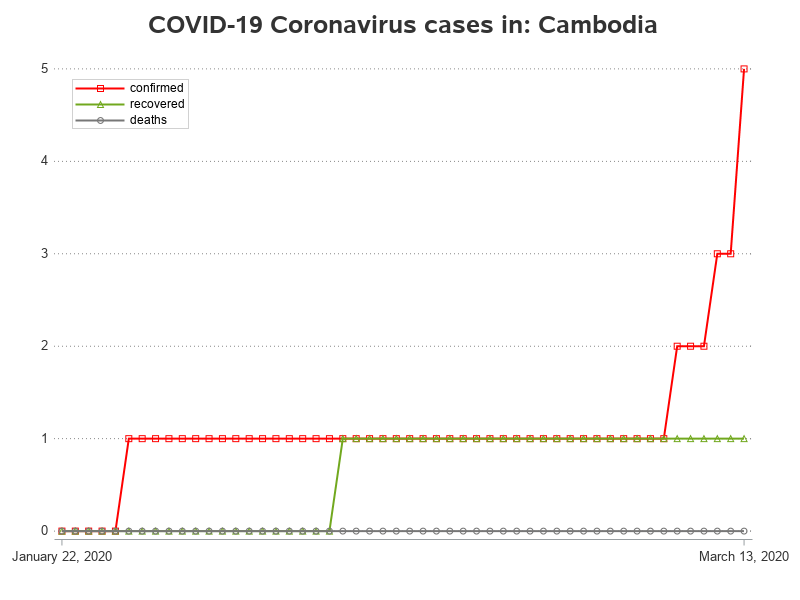 COVID-19 Coronavirus cases in: Cambodia
5
confirmed
recovered
deaths
4
3
2
1
0
January 22, 2020
March 13, 2020